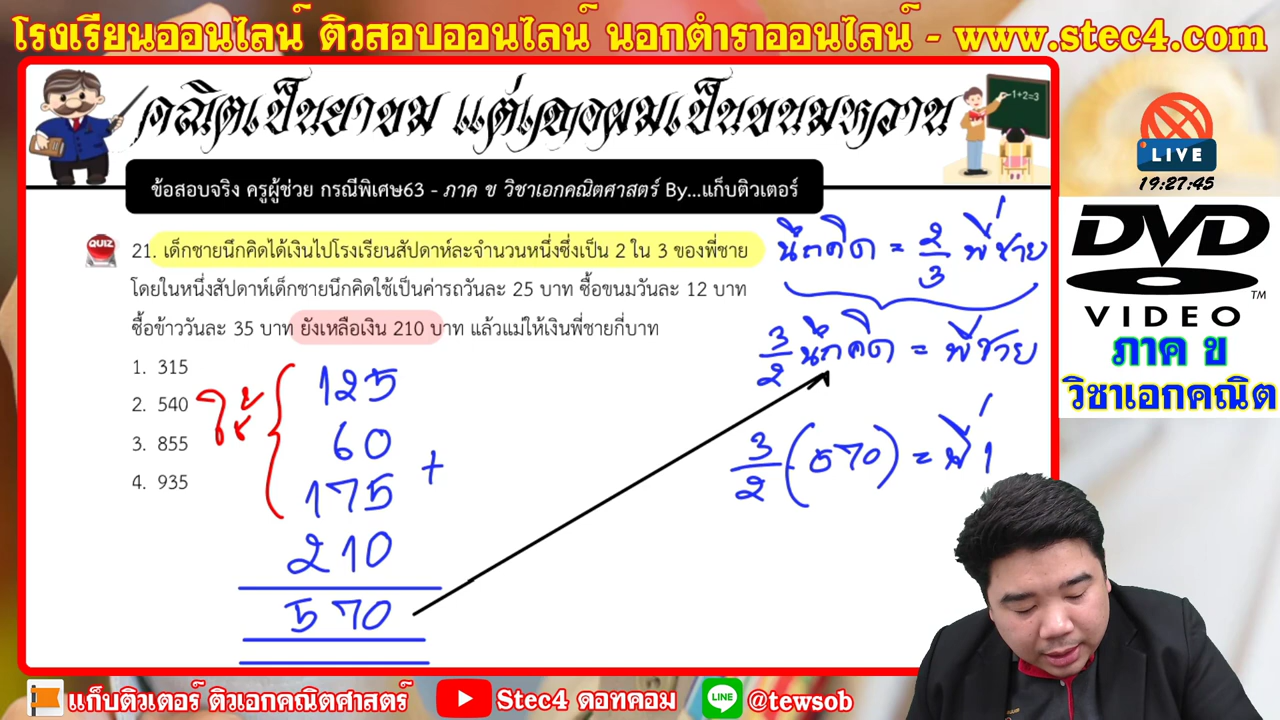 โรงเรียนออนไลน์ ติวสอบออนไลน์ นอกตำราออนไลน์ - www.stec4.com
คณิตเป็นยาขม แต่เคอผมเป็นขนมหวาน
1+2=3
LIVE
19:27:45
ข้อสอบจริง ครูผู้ช่วย กรณีพิเศษ63 - ภาค ข วิชาเอกคณิตศาสตร์ By...แก็บติวเตอร์
QUIZ
21. เด็กชายนึกคิดได้เงินไปโรงเรียนสัปดาห์ละจำนวนหนึ่งซึ่งเป็น 2 ใน 3 ของพี่ชาย
โดยในหนึ่งสัปดาห์เด็กชายนึกคิดใช้เป็นค่ารถวันละ 25 บาท ซื้อขนมวันละ 12 บาท
ซื้อข้าววันละ 35 บาท ยังเหลือเงิน 210 บาท แล้วแม่ให้เงินพี่ชายกี่บาท
1. 315
2. 540
3. 855
4. 935
ใช้
125
60
175 +
210
570
นึกคิด = 2/3 พี่ชาย
3/2 นึกคิด = พี่ชาย
3/2 (570) = พี่
DVD
VIDEO
TM
ภาค ข
วิชาเอกคณิต
แก็บติวเตอร์ ติวเอกคณิตศาสตร์
Stec4 ดอทคอม
LINE
@tewsob